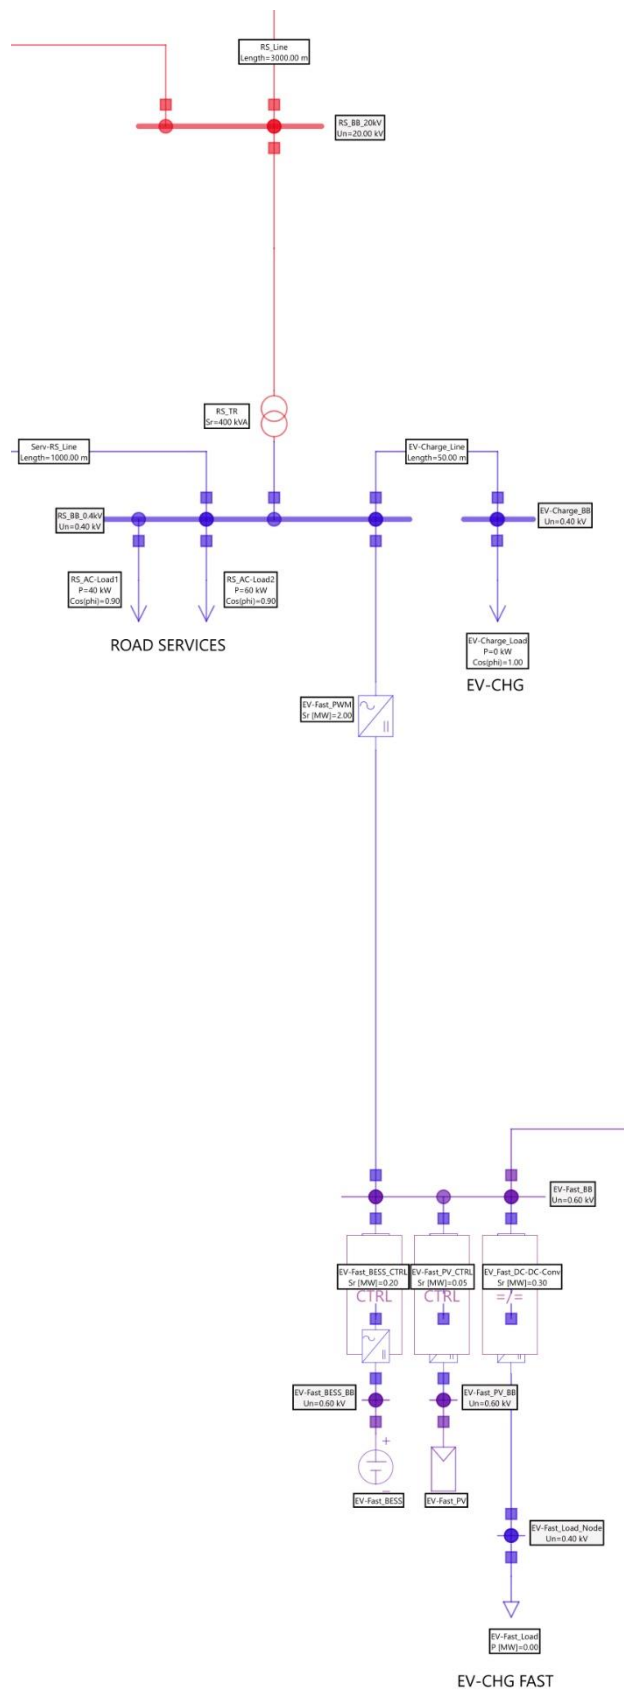 RS_Line
Length=3000.00 m
RS_BB_20kV
Un=20.00 kV
RS_TR
Sr=400 kVA
Serv-RS_Line
Length=1000.00 m
EV-Charge_Line
Length=50.00 m
RS_BB_0.4kV
Un=0.40 kV
EV-Charge_BB
Un=0.40 kV
RS_AC-Load1
P=40 kW
Cos(phi)=0.90
RS_AC-Load2
P=60 kW
Cos(phi)=0.90
ROAD SERVICES
EV-Charge_Load
P=0 kW
Cos(phi)=1.00
EV-CHG
EV-Fast_PWM
Sr [MW]=2.00
EV-Fast_BB
Un=0.60 kV
EV-Fast_BESS_CTRL
Sr [MW]=0.20
CTRL
EV-Fast_PV_CTRL
Sr [MW]=0.05
CTRL
EV_Fast_DC-DC-Conv
Sr [MW]=0.30
=/=
EV-Fast_BESS_BB
Un=0.60 kV
EV-Fast_PV_BB
Un=0.60 kV
EV-Fast_BESS
EV-Fast_PV
EV-Fast_Load_Node
Un=0.40 kV
EV-Fast_Load
P [MW]=0.00
EV-CHG FAST